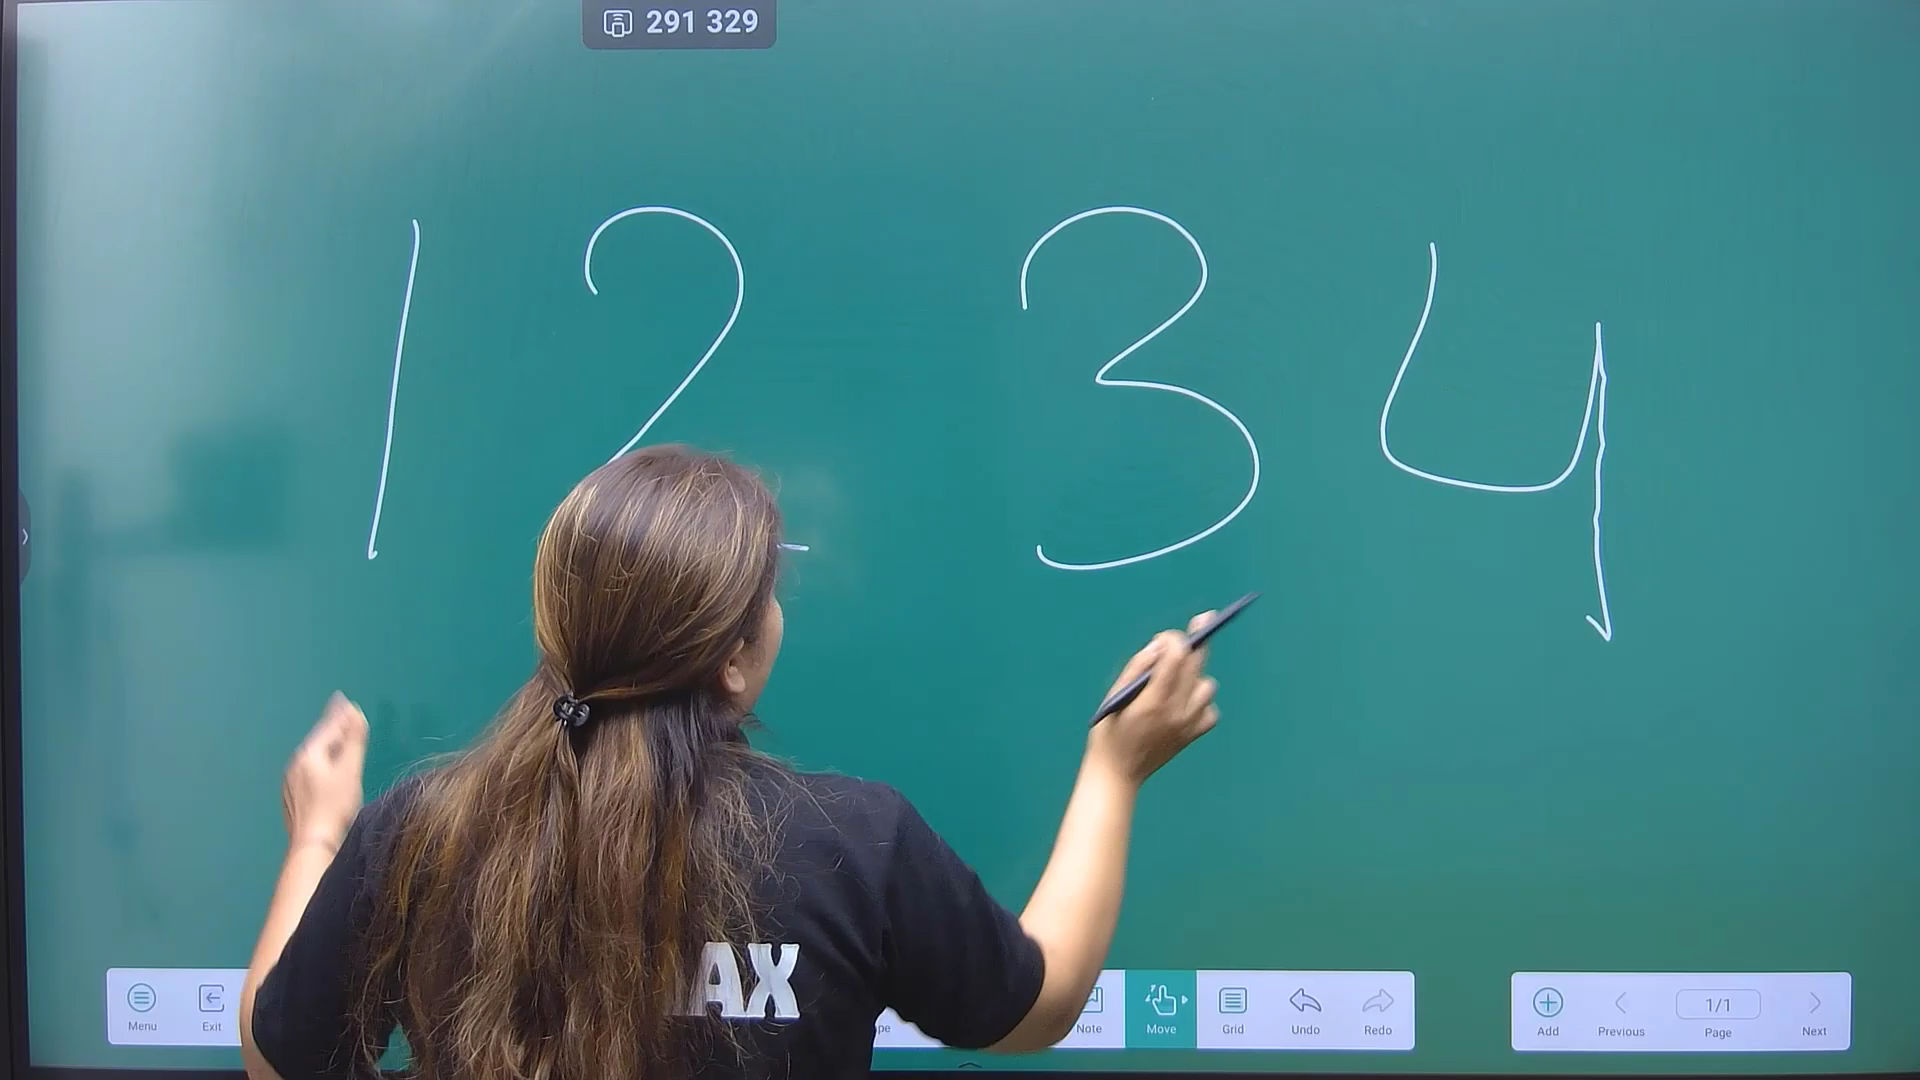 291 329
1 2 3 4
AX
Menu Exit Note Move Grid Undo Redo Add Previous 1/1 Page Next